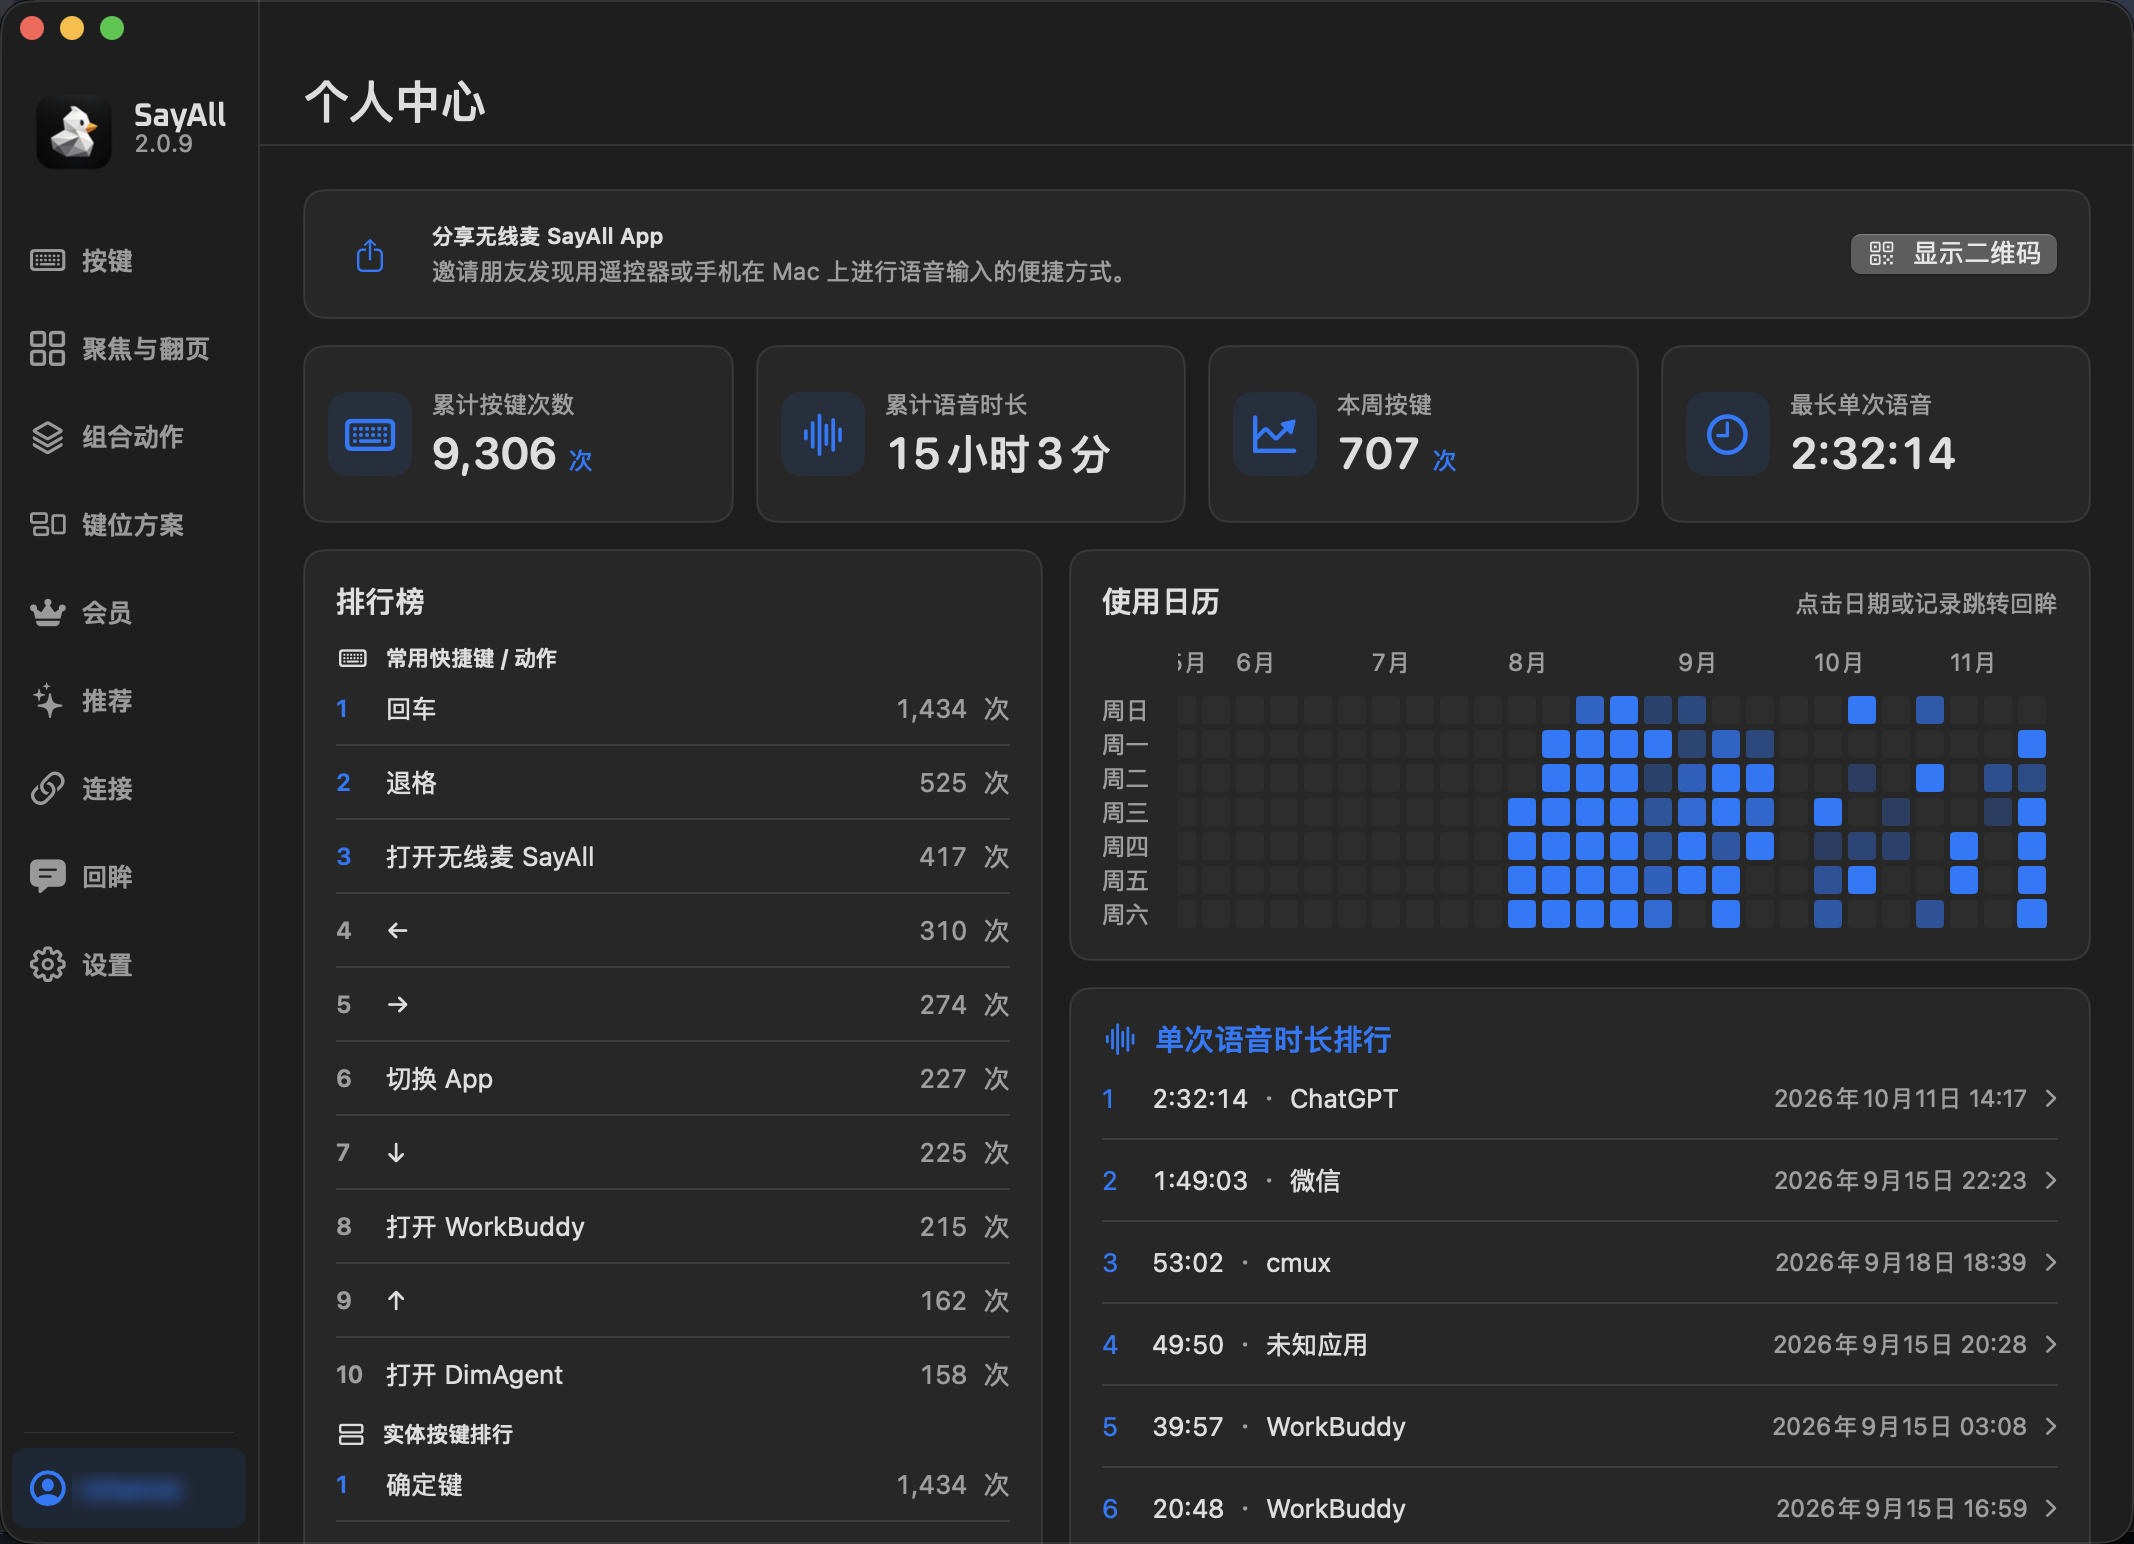 SayAll
2.0.9
按键
聚焦与翻页
组合动作
键位方案
会员
推荐
连接
回眸
设置
个人中心
分享无线麦 SayAll App
邀请朋友发现用遥控器或手机在 Mac 上进行语音输入的便捷方式。
显示二维码
累计按键次数
9,306 次
累计语音时长
15小时3分
本周按键
707 次
最长单次语音
2:32:14
排行榜
常用快捷键 / 动作
1 回车 1,434 次
2 退格 525 次
3 打开无线麦 SayAll 417 次
4 ← 310 次
5 → 274 次
6 切换 App 227 次
7 ↓ 225 次
8 打开 WorkBuddy 215 次
9 ↑ 162 次
10 打开 DimAgent 158 次
实体按键排行
1 确定键 1,434 次
使用日历
点击日期或记录跳转回眸
月 6月 7月 8月 9月 10月 11月
周日
周一
周二
周三
周四
周五
周六
单次语音时长排行
1 2:32:14 · ChatGPT 2026年10月11日 14:17
2 1:49:03 · 微信 2026年9月15日 22:23
3 53:02 · cmux 2026年9月18日 18:39
4 49:50 · 未知应用 2026年9月15日 20:28
5 39:57 · WorkBuddy 2026年9月15日 03:08
6 20:48 · WorkBuddy 2026年9月15日 16:59